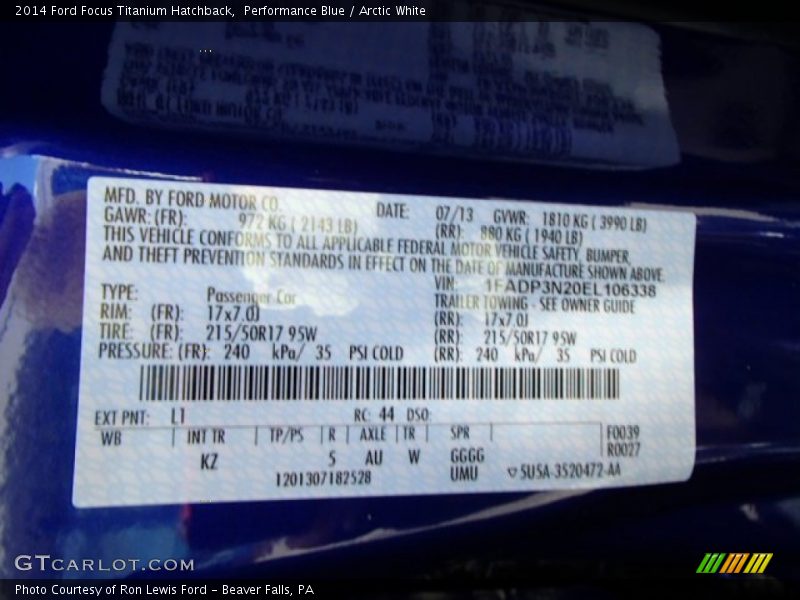 2014 Ford Focus Titanium Hatchback,  Performance Blue / Arctic White
MFD. BY FORD MOTOR CO.
DATE: 07/13 GVWR: 1810 KG ( 3990 LB)
GAWR: (FR): 972 KG ( 2143 LB) (RR): 880 KG ( 1940 LB)
THIS VEHICLE CONFORMS TO ALL APPLICABLE FEDERAL MOTOR VEHICLE SAFETY, BUMPER,
AND THEFT PREVENTION STANDARDS IN EFFECT ON THE DATE OF MANUFACTURE SHOWN ABOVE.
VIN: 1FADP3N20EL106338
TYPE: Passenger Car TRAILER TOWING - SEE OWNER GUIDE
RIM: (FR): 17x7.0J (RR): 17x7.0J
TIRE: (FR): 215/50R17 95W (RR): 215/50R17 95W
PRESSURE: (FR): 240 kPa/ 35 PSI COLD (RR): 240 kPa/ 35 PSI COLD
EXT PNT: L1 RC: 44 DSO:
WB INT TR TP/PS R AXLE TR SPR F0039
R0027
KZ 5 AU W GGGG
1201307182528 UMU 5U5A-3520472-AA
GTCARLOT.COM
Photo Courtesy of Ron Lewis Ford - Beaver Falls, PA